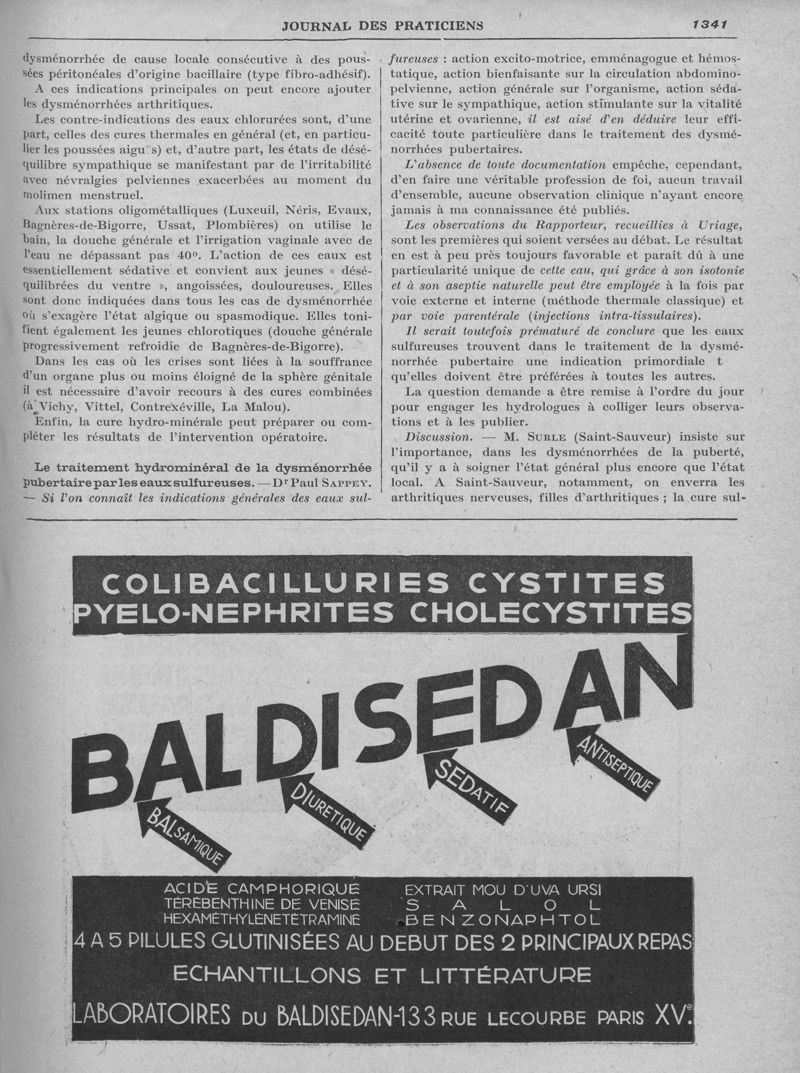 JOURNAL DES PRATICIENS
1341
dysménorrhée de cause locale consécutive à des pous-
sées péritonéales d'origine bacillaire (type fibro-adhésif).
A ces indications principales on peut encore ajouter
les dysménorrhées arthritiques.
Les contre-indications des eaux chlorurées sont, d'une
part, celles des cures thermales en général (et, en particu-
lier les poussées aigu¨s) et, d'autre part, les états de désé-
quilibre sympathique se manifestant par de l'irritabilité
avec névralgies pelviennes exacerbées au moment du
molimen menstruel.
Aux stations oligométalliques (Luxeuil, Néris, Evaux,
Bagnères-de-Bigorre, Ussat, Plombières) on utilise le
bain, la douche générale et l'irrigation vaginale avec de
l'eau ne dépassant pas 40°. L'action de ces eaux est
essentiellement sédative et convient aux jeunes « désé-
quilibrées du ventre », angoissées, douloureuses. Elles
sont donc indiquées dans tous les cas de dysménorrhée
où s'exagère l'état algique ou spasmodique. Elles toni-
fient également les jeunes chlorotiques (douche générale
progressivement refroidie de Bagnères-de-Bigorre).
Dans les cas où les crises sont liées à la souffrance
d'un organe plus ou moins éloigné de la sphère génitale
il est nécessaire d'avoir recours à des cures combinées
(à Vichy, Vittel, Contrexéville, La Malou).
Enfin, la cure hydro-minérale peut préparer ou com-
pléter les résultats de l'intervention opératoire.
Le traitement hydrominéral de la dysménorrhée
pubertaire par les eaux sulfureuses. — Dr Paul SAPPEY.
— Si l'on connaît les indications générales des eaux sul-
fureuses : action excito-motrice, emménagogue et hémos-
tatique, action bienfaisante sur la circulation abdomino-
pelvienne, action générale sur l'organisme, action séda-
tive sur le sympathique, action stimulante sur la vitalité
utérine et ovarienne, il est aisé d'en déduire leur effi-
cacité toute particulière dans le traitement des dysmé-
norrhées pubertaires.
L'absence de toute documentation empêche, cependant,
d'en faire une véritable profession de foi, aucun travail
d'ensemble, aucune observation clinique n'ayant encore
jamais à ma connaissance été publiés.
Les observations du Rapporteur, recueillies à Uriage,
sont les premières qui soient versées au débat. Le résultat
en est à peu près toujours favorable et paraît dû à une
particularité unique de cette eau, qui grâce à son isotonie
et à son aseptie naturelle peut être employée à la fois par
voie externe et interne (méthode thermale classique) et
par voie parentérale (injections intra-tissulaires).
Il serait toutefois prématuré de conclure que les eaux
sulfureuses trouvent dans le traitement de la dysmé-
norrhée pubertaire une indication primordiale t
qu'elles doivent être préférées à toutes les autres.
La question demande a être remise à l'ordre du jour
pour engager les hydrologues à colliger leurs observa-
tions et à les publier.
Discussion. — M. SURLE (Saint-Sauveur) insiste sur
l'importance, dans les dysménorrhées de la puberté,
qu'il y a à soigner l'état général plus encore que l'état
local. A Saint-Sauveur, notamment, on enverra les
arthritiques nerveuses, filles d'arthritiques ; la cure sul-
COLIBACILLURIES CYSTITES
PYELO-NEPHRITES CHOLECYSTITES
BALDISEDAN
BALSAMIQUE
DIURETIQUE
SEDATIF
ANTISEPTIQUE
ACIDE CAMPHORIQUE
TÉRÉBENTHINE DE VENISE
HEXAMÉTHYLÈNETÉTRAMINE
EXTRAIT MOU D'UVA URSI
SALOL
BENZONAPHTOL
4 A 5 PILULES GLUTINISÉES AU DEBUT DES 2 PRINCIPAUX REPAS
ECHANTILLONS ET LITTÉRATURE
LABORATOIRES DU BALDISEDAN-133 RUE LECOURBE PARIS XVe.